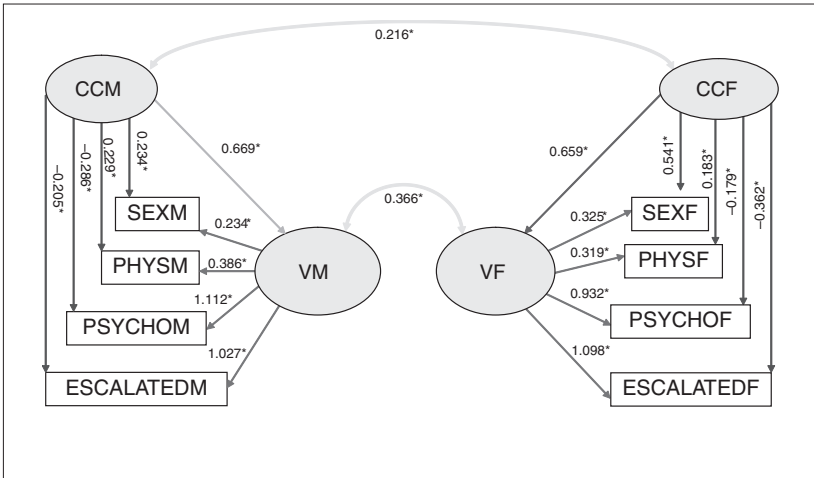 0.216*
CCM
CCF
–0.205*
–0.286*
0.229*
0.234*
0.669*
0.659*
0.541*
0.183*
–0.179*
–0.362*
0.366*
SEXM
0.234*
0.325*
SEXF
PHYSM
0.386*
VM
VF
0.319*
PHYSF
1.112*
0.932*
PSYCHOM
PSYCHOF
1.027*
1.098*
ESCALATEDM
ESCALATEDF